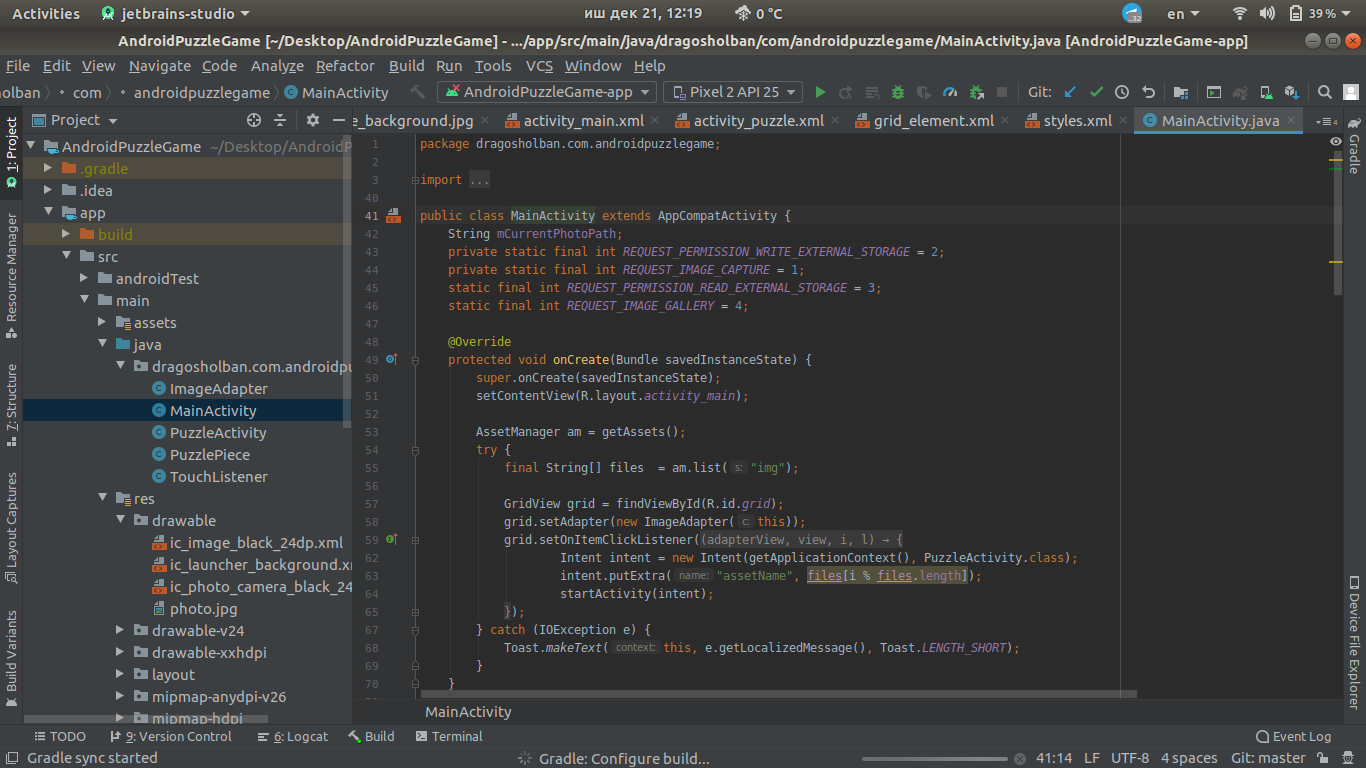 Activities jetbrains-studio иш дек 21, 12:19 0 °C 32 en 39 %
AndroidPuzzleGame [~/Desktop/AndroidPuzzleGame] - .../app/src/main/java/dragosholban/com/androidpuzzlegame/MainActivity.java [AndroidPuzzleGame-app]
File Edit View Navigate Code Analyze Refactor Build Run Tools VCS Window Help
olban com androidpuzzlegame MainActivity AndroidPuzzleGame-app Pixel 2 API 25 Git:
Project e_background.jpg activity_main.xml activity_puzzle.xml grid_element.xml styles.xml MainActivity.java 4
1: Project
Resource Manager
7: Structure
Layout Captures
Build Variants
AndroidPuzzleGame ~/Desktop/AndroidP
.gradle
.idea
app
build
src
androidTest
main
assets
java
dragosholban.com.androidpu
ImageAdapter
MainActivity
PuzzleActivity
PuzzlePiece
TouchListener
res
drawable
ic_image_black_24dp.xml
ic_launcher_background.xm
ic_photo_camera_black_24
photo.jpg
drawable-v24
drawable-xxhdpi
layout
mipmap-anydpi-v26
mipmap-hdpi
1 package dragosholban.com.androidpuzzlegame;
2
3 import ...
40
41 public class MainActivity extends AppCompatActivity {
42 String mCurrentPhotoPath;
43 private static final int REQUEST_PERMISSION_WRITE_EXTERNAL_STORAGE = 2;
44 private static final int REQUEST_IMAGE_CAPTURE = 1;
45 static final int REQUEST_PERMISSION_READ_EXTERNAL_STORAGE = 3;
46 static final int REQUEST_IMAGE_GALLERY = 4;
47
48 @Override
49 protected void onCreate(Bundle savedInstanceState) {
50 super.onCreate(savedInstanceState);
51 setContentView(R.layout.activity_main);
52
53 AssetManager am = getAssets();
54 try {
55 final String[] files  = am.list( s: "img");
56
57 GridView grid = findViewById(R.id.grid);
58 grid.setAdapter(new ImageAdapter( c: this));
59 grid.setOnItemClickListener((adapterView, view, i, l) → {
62 Intent intent = new Intent(getApplicationContext(), PuzzleActivity.class);
63 intent.putExtra( name: "assetName", files[i % files.length]);
64 startActivity(intent);
65 });
67 } catch (IOException e) {
68 Toast.makeText( context: this, e.getLocalizedMessage(), Toast.LENGTH_SHORT);
69 }
70 }
MainActivity
Gradle
Device File Explorer
TODO 9: Version Control 6: Logcat Build Terminal Event Log
Gradle sync started Gradle: Configure build... 41:14 LF UTF-8 4 spaces Git: master